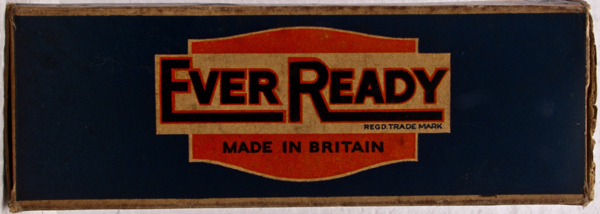 EVER READY
REGD. TRADE MARK
MADE IN BRITAIN